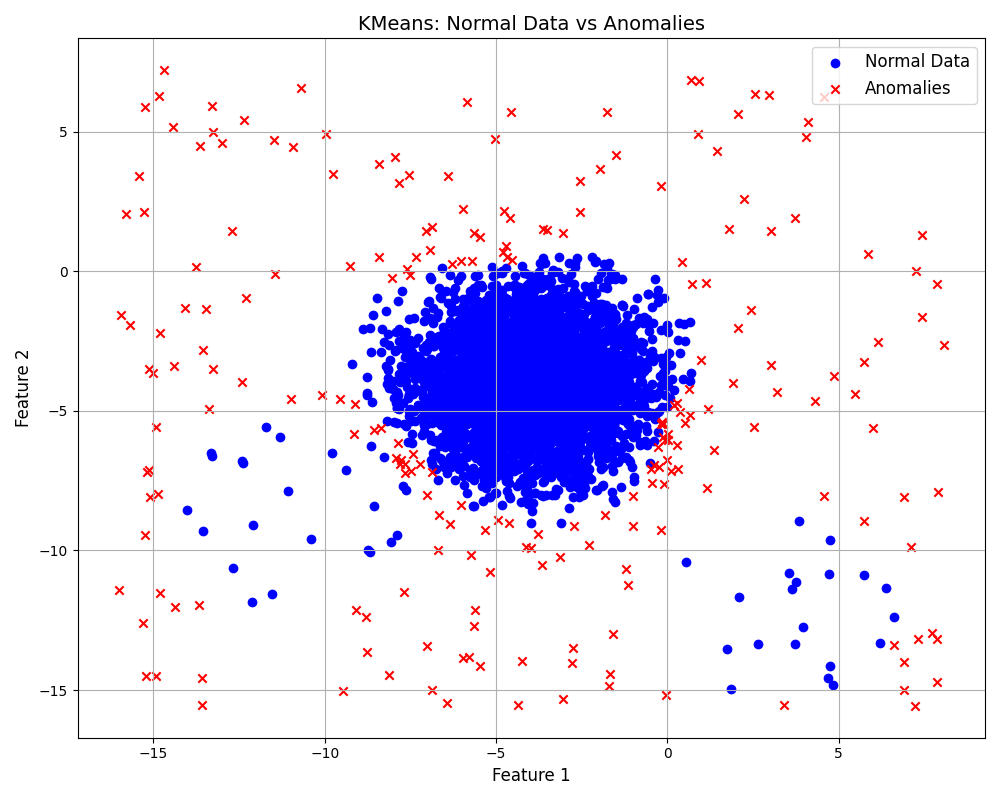 KMeans: Normal Data vs Anomalies
Normal Data
Anomalies
5
0
−5
−10
−15
Feature 2
−15 −10 −5 0 5
Feature 1